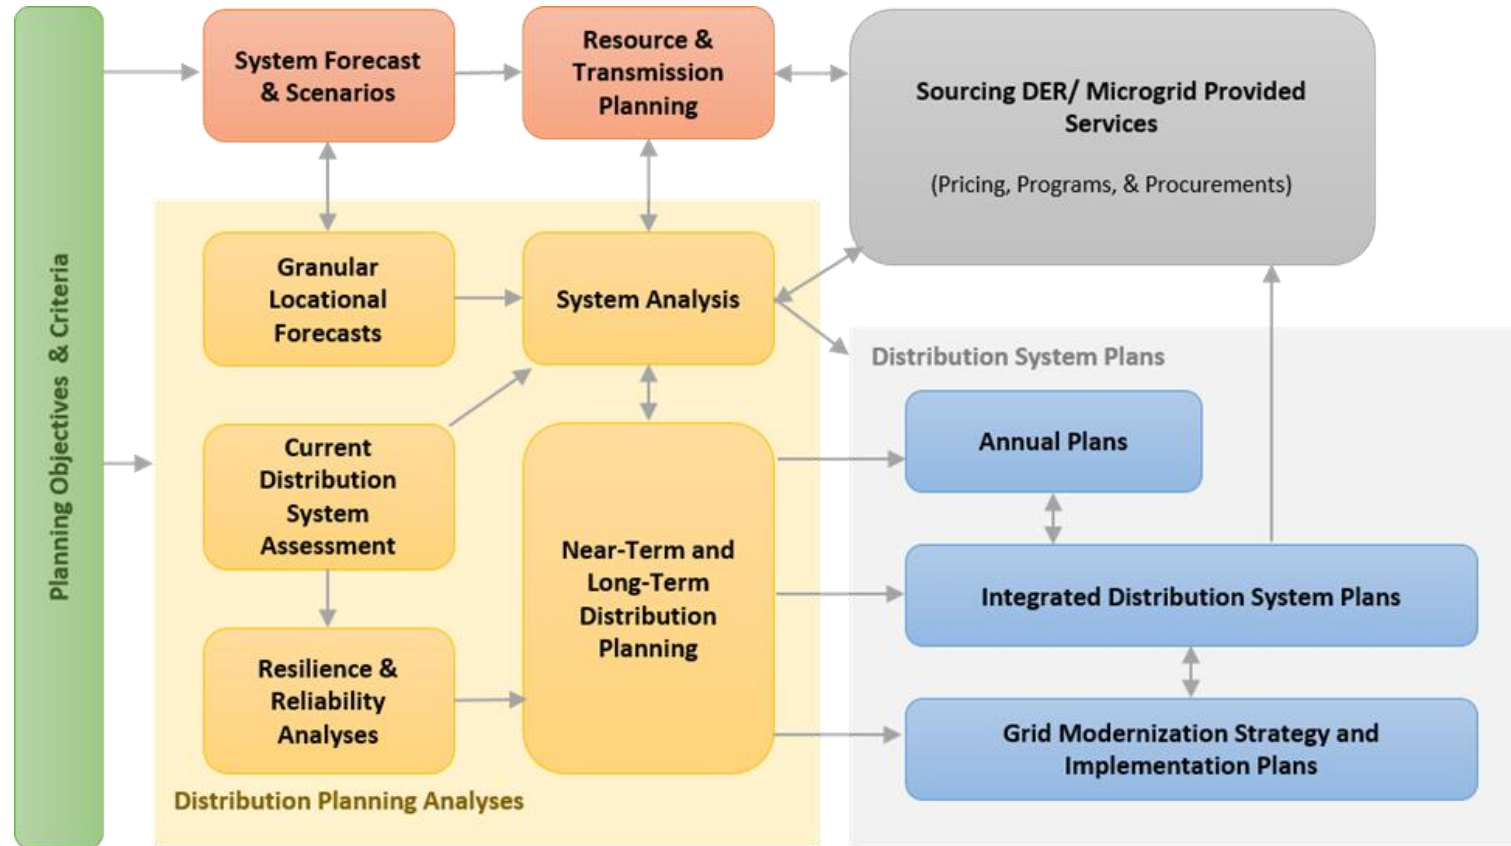 Planning Objectives & Criteria
System Forecast
& Scenarios
Resource &
Transmission
Planning
Sourcing DER/ Microgrid Provided
Services
(Pricing, Programs, & Procurements)
Granular
Locational
Forecasts
System Analysis
Current
Distribution
System
Assessment
Near-Term and
Long-Term
Distribution
Planning
Resilience &
Reliability
Analyses
Distribution Planning Analyses
Distribution System Plans
Annual Plans
Integrated Distribution System Plans
Grid Modernization Strategy and
Implementation Plans